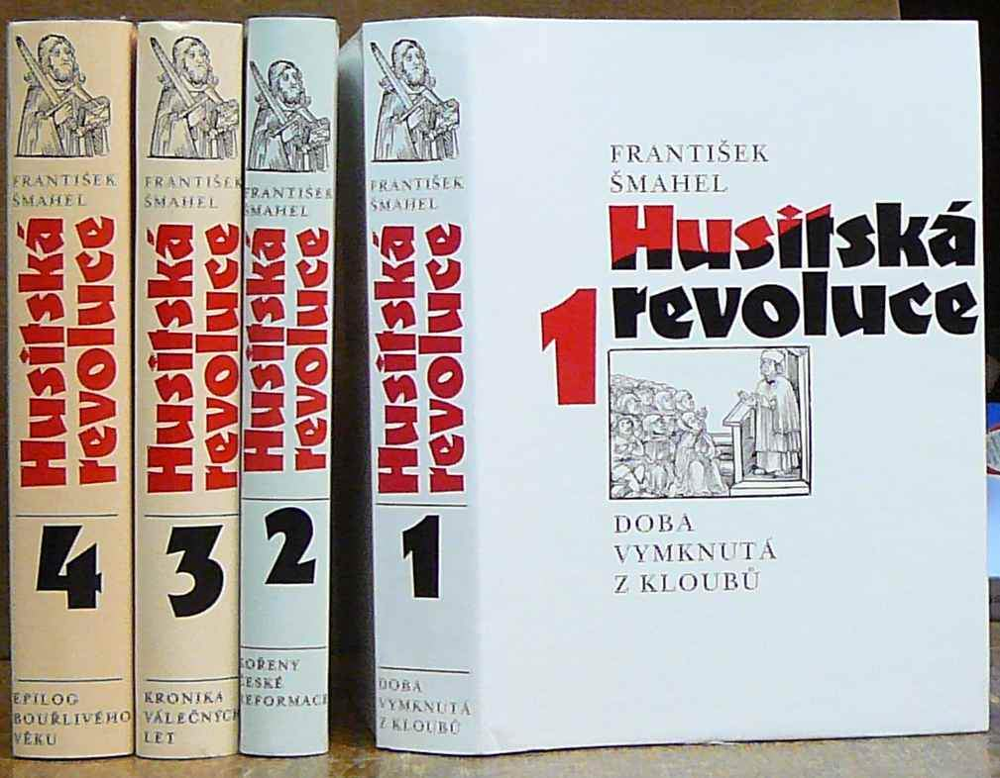 FRANTIŠEK
ŠMAHEL
Husitská
revoluce
4
EPILOG
BOUŘLIVÉHO
VĚKU
FRANTIŠEK
ŠMAHEL
Husitská
revoluce
3
KRONIKA
VÁLEČNÝCH
LET
FRANTIŠEK
ŠMAHEL
Husitská
revoluce
2
KOŘENY
ČESKÉ
REFORMACE
FRANTIŠEK
ŠMAHEL
Husitská
revoluce
1
DOBA
VYMKNUTÁ
Z KLOUBŮ
FRANTIŠEK
ŠMAHEL
Husitská
revoluce
1
DOBA
VYMKNUTÁ
Z KLOUBŮ